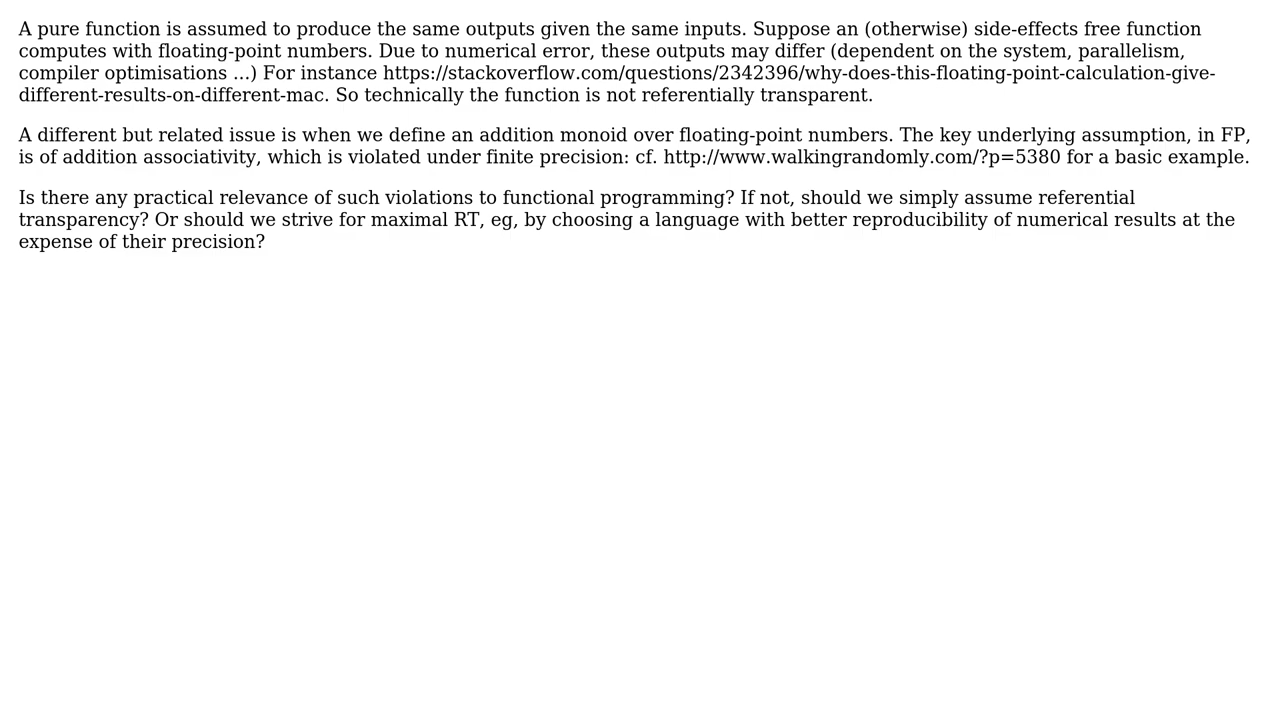 A pure function is assumed to produce the same outputs given the same inputs. Suppose an (otherwise) side-effects free function
computes with floating-point numbers. Due to numerical error, these outputs may differ (dependent on the system, parallelism,
compiler optimisations ...) For instance https://stackoverflow.com/questions/2342396/why-does-this-floating-point-calculation-give-
different-results-on-different-mac. So technically the function is not referentially transparent.
A different but related issue is when we define an addition monoid over floating-point numbers. The key underlying assumption, in FP,
is of addition associativity, which is violated under finite precision: cf. http://www.walkingrandomly.com/?p=5380 for a basic example.
Is there any practical relevance of such violations to functional programming? If not, should we simply assume referential
transparency? Or should we strive for maximal RT, eg, by choosing a language with better reproducibility of numerical results at the
expense of their precision?